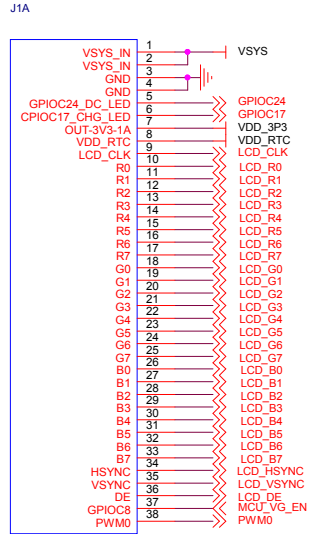 J1A
VSYS_IN 1 VSYS
VSYS_IN 2
GND 3
GND 4
GPIOC24_DC_LED 5 GPIOC24
CPIOC17_CHG_LED 6 GPIOC17
OUT-3V3-1A 7 VDD_3P3
VDD_RTC 8 VDD_RTC
LCD_CLK 9 LCD_CLK
R0 10 LCD_R0
R1 11 LCD_R1
R2 12 LCD_R2
R3 13 LCD_R3
R4 14 LCD_R4
R5 15 LCD_R5
R6 16 LCD_R6
R7 17 LCD_R7
G0 18 LCD_G0
G1 19 LCD_G1
G2 20 LCD_G2
G3 21 LCD_G3
G4 22 LCD_G4
G5 23 LCD_G5
G6 24 LCD_G6
G7 25 LCD_G7
B0 26 LCD_B0
B1 27 LCD_B1
B2 28 LCD_B2
B3 29 LCD_B3
B4 30 LCD_B4
B5 31 LCD_B5
B6 32 LCD_B6
B7 33 LCD_B7
HSYNC 34 LCD_HSYNC
VSYNC 35 LCD_VSYNC
DE 36 LCD_DE
GPIOC8 37 MCU_VG_EN
PWM0 38 PWM0